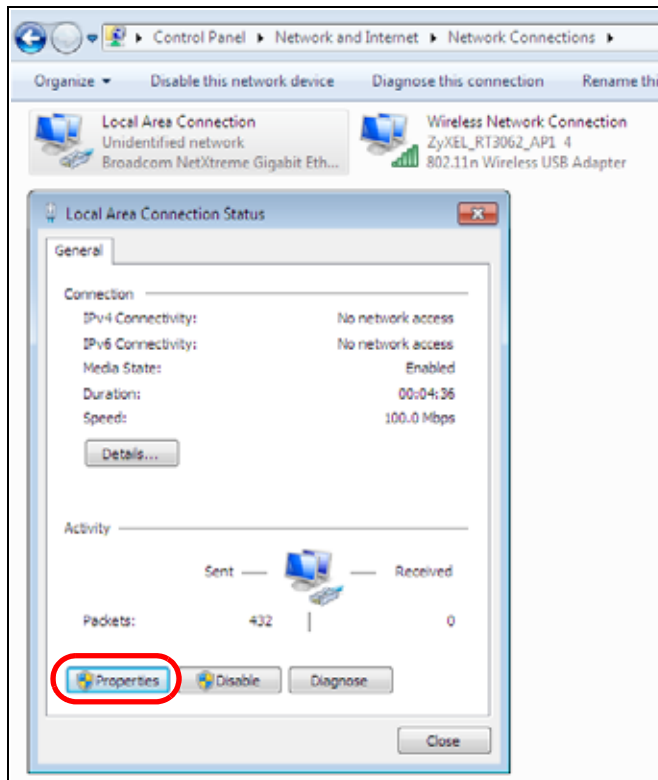 Control Panel Network and Internet Network Connections
Organize Disable this network device Diagnose this connection Rename thi
Local Area Connection
Unidentified network
Broadcom NetXtreme Gigabit Eth...
Wireless Network Connection
ZyXEL_RT3062_AP1 4
802.11n Wireless USB Adapter
Local Area Connection Status
General
Connection
IPv4 Connectivity: No network access
IPv6 Connectivity: No network access
Media State: Enabled
Duration: 00:04:36
Speed: 100.0 Mbps
Details...
Activity
Sent Received
Packets: 432 0
Properties Disable Diagnose
Close